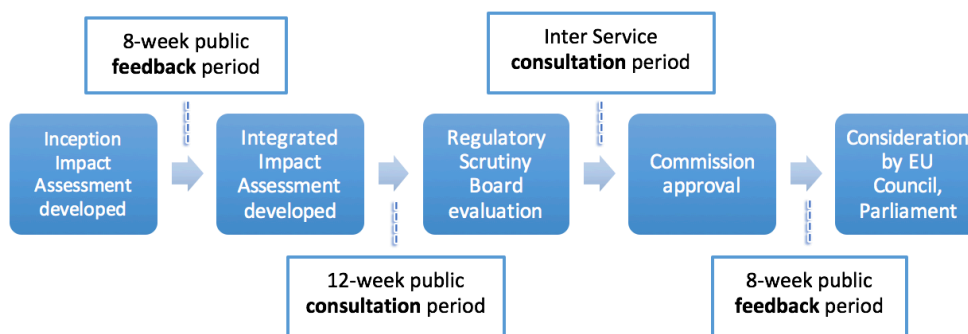 8-week public
feedback period
Inter Service
consultation period
Inception
Impact
Assessment
developed
Integrated
Impact
Assessment
developed
Regulatory
Scrutiny
Board
evaluation
Commission
approval
Consideration
by EU
Council,
Parliament
12-week public
consultation period
8-week public
feedback period